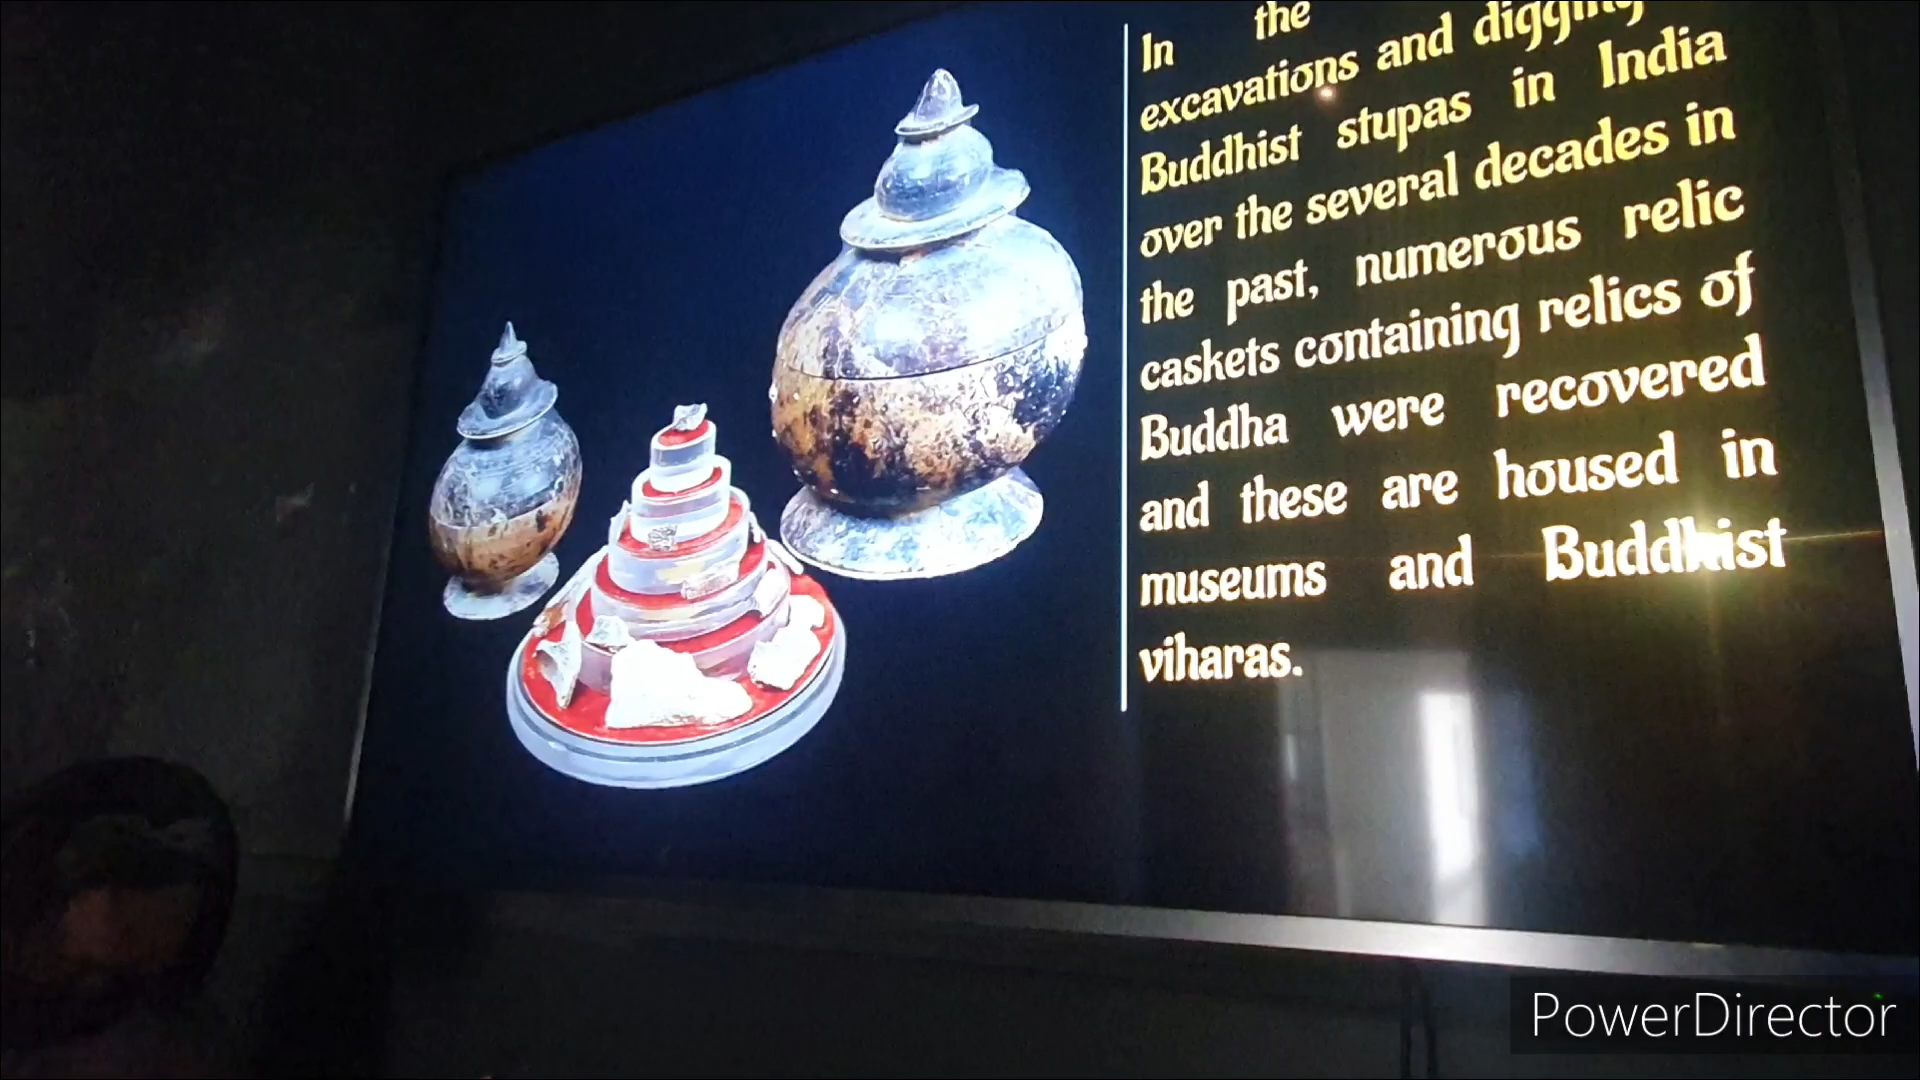 In the
excavations and digging
Buddhist stupas in India
over the several decades in
the past, numerous relic
caskets containing relics of
Buddha were recovered
and these are housed in
museums and Buddhist
viharas.
PowerDirector